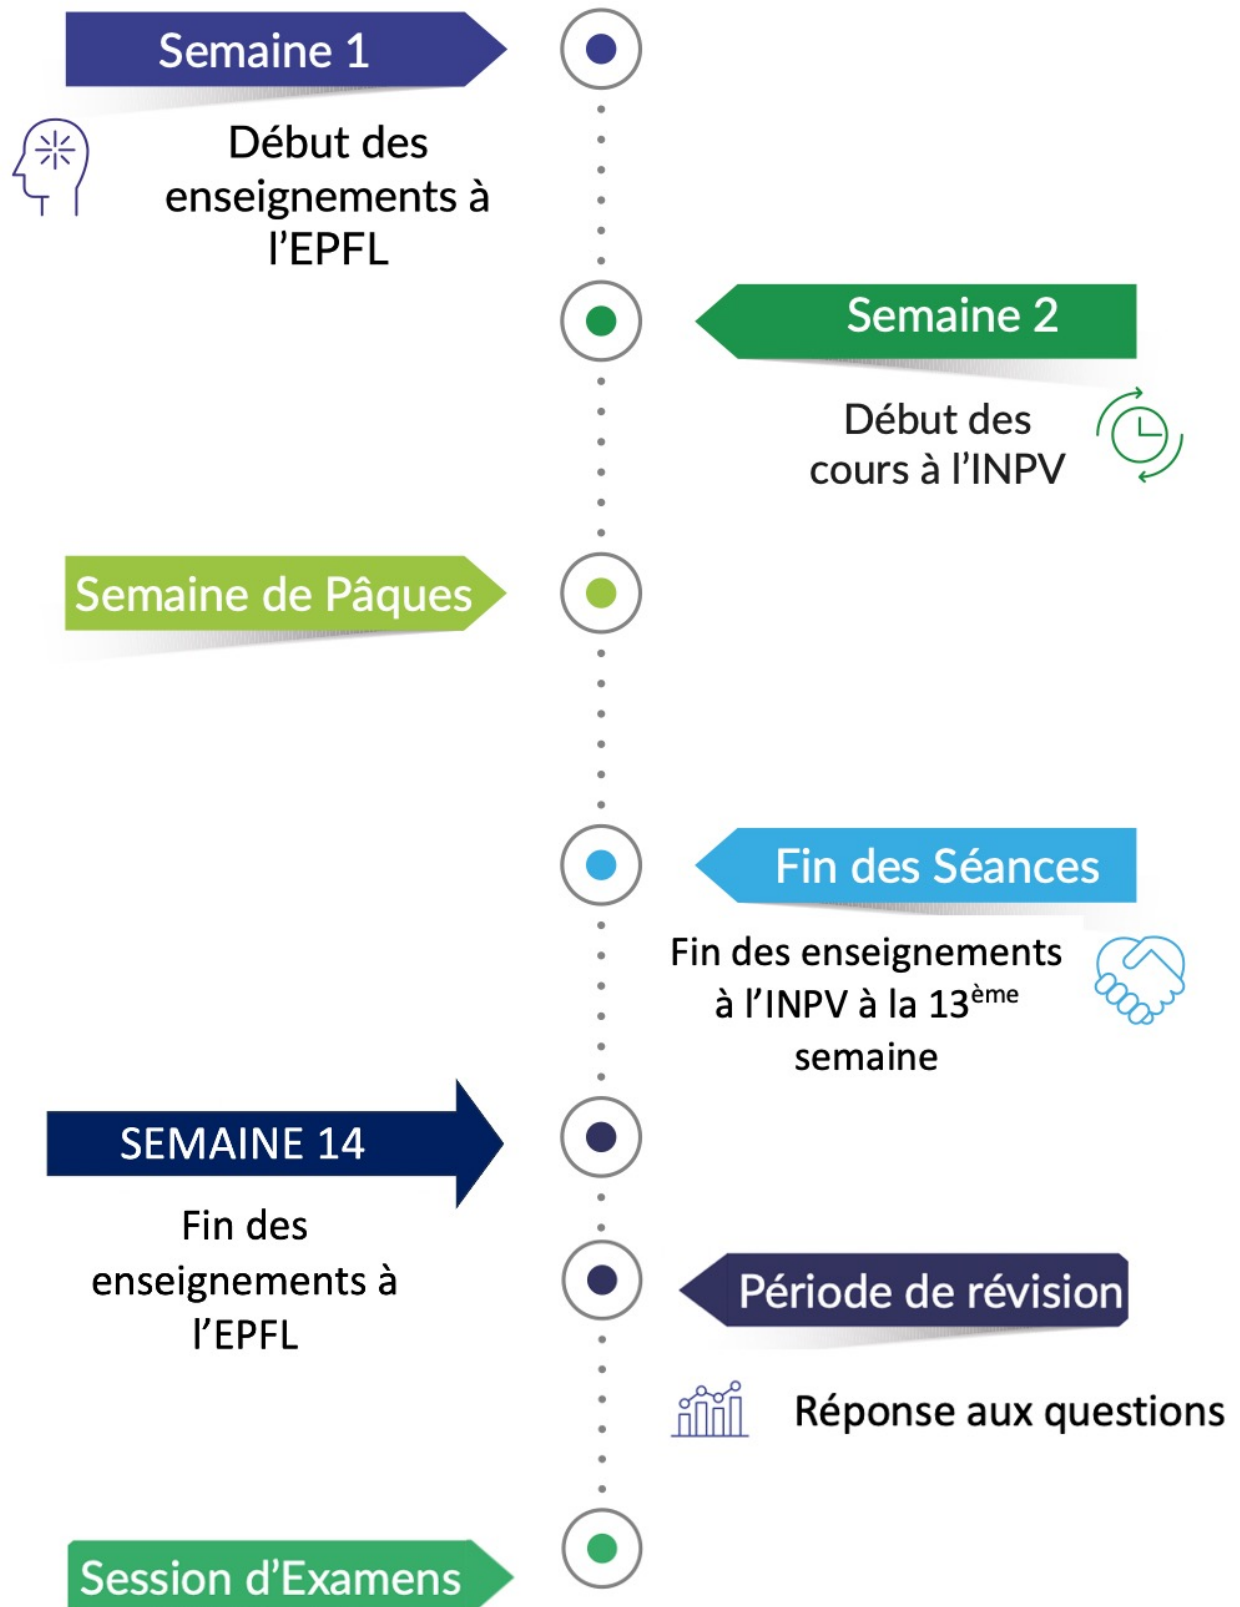 Semaine 1
Début des
enseignements à
l'EPFL
Semaine 2
Début des
cours à l'INPV
Semaine de Pâques
Fin des Séances
Fin des enseignements
à l'INPV à la 13ème
semaine
SEMAINE 14
Fin des
enseignements à
l'EPFL
Période de révision
Réponse aux questions
Session d'Examens